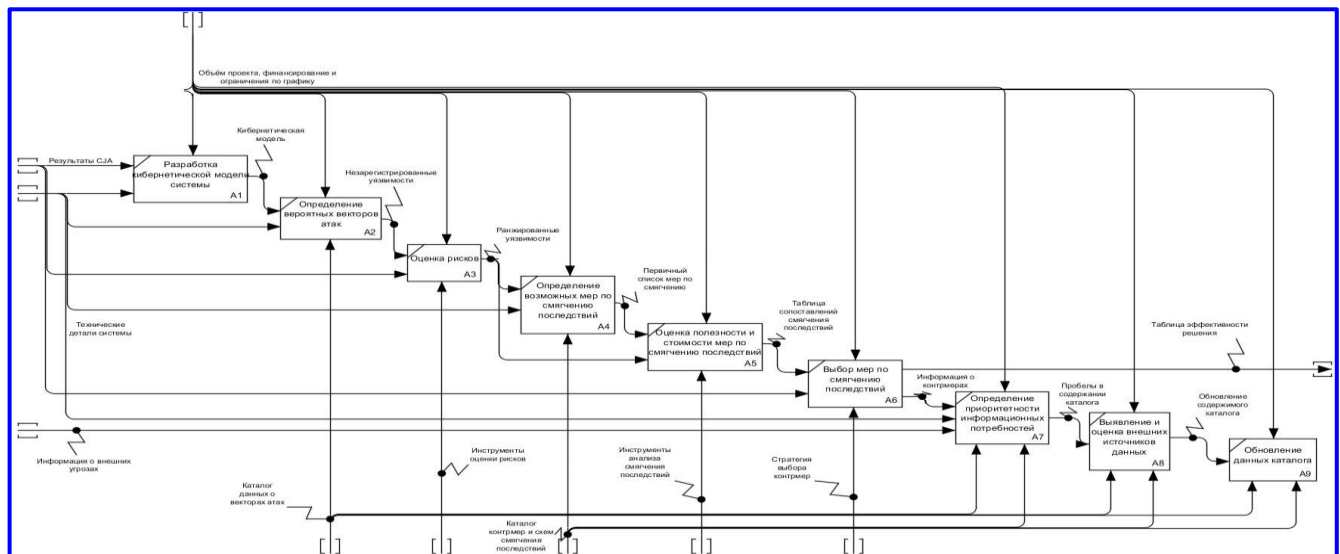 Объём проекта, финансирование и
ограничения по графику
Результаты CJA
Разработка
кибернетической модели
системы
A1
Кибернетическая
модель
Определение
вероятных векторов
атак
A2
Незарегистрированные
уязвимости
Оценка рисков
A3
Ранжированные
уязвимости
Определение
возможных мер по
смягчению
последствий
A4
Первичный
список мер по
смягчению
Оценка полезности и
стоимости мер по
смягчению последствий
A5
Таблица
сопоставлений
смягчения
последствий
Выбор мер по
смягчению
последствий
A6
Таблица эффективности
решения
Информация о
контрмерах
Определение
приоритетности
информационных
потребностей
A7
Пробелы в
содержании
каталога
Выявление и
оценка внешних
источников
данных
A8
Обновление
содержимого
каталога
Обновление
данных каталога
A9
Технические
детали системы
Информация о внешних
угрозах
Каталог
данных о
векторах атак
Инструменты
оценки рисков
Каталог
контрмер и схем
смягчения
последствий
Инструменты
анализа
смягчения
последствий
Стратегия
выбора
контрмер